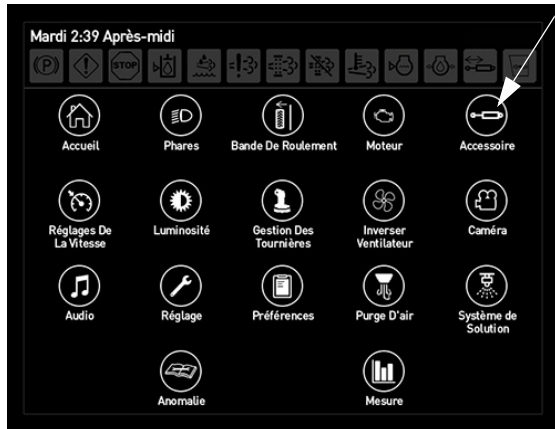 Mardi 2:39 Après-midi
(P) STOP
Accueil Phares Bande De Roulement Moteur Accessoire
Réglages De La Vitesse Luminosité Gestion Des Tournières Inverser Ventilateur Caméra
Audio Réglage Préférences Purge D'air Système de Solution
Anomalie Mesure